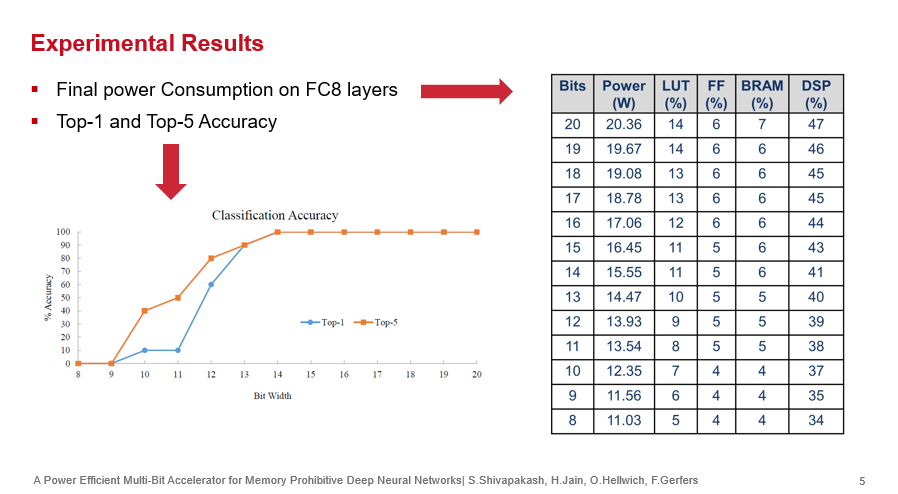 Experimental Results
▪ Final power Consumption on FC8 layers
▪ Top-1 and Top-5 Accuracy
Classification Accuracy
% Accuracy
100
90
80
70
60
50
40
30
20
10
0
8 9 10 11 12 13 14 15 16 17 18 19 20
Bit Width
Top-1 Top-5
Bits Power (W) LUT (%) FF (%) BRAM (%) DSP (%)
20 20.36 14 6 7 47
19 19.67 14 6 6 46
18 19.08 13 6 6 45
17 18.78 13 6 6 45
16 17.06 12 6 6 44
15 16.45 11 5 6 43
14 15.55 11 5 6 41
13 14.47 10 5 5 40
12 13.93 9 5 5 39
11 13.54 8 5 5 38
10 12.35 7 4 4 37
9 11.56 6 4 4 35
8 11.03 5 4 4 34
A Power Efficient Multi-Bit Accelerator for Memory Prohibitive Deep Neural Networks| S.Shivapakash, H.Jain, O.Hellwich, F.Gerfers
5